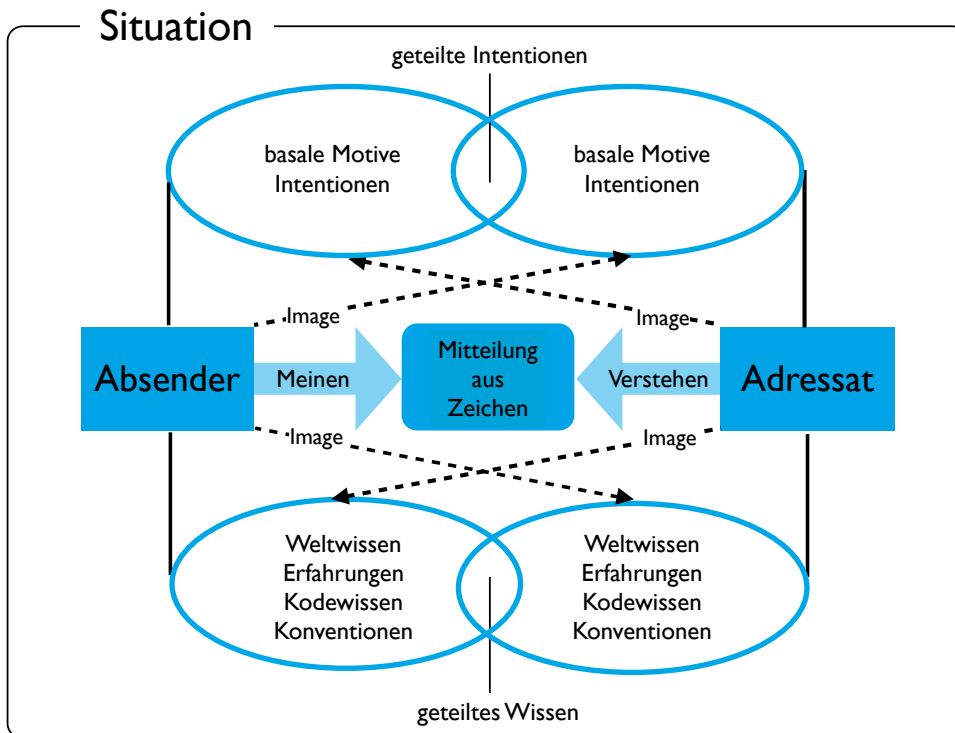 Situation
geteilte Intentionen
basale Motive
Intentionen
basale Motive
Intentionen
Image
Image
Absender
Meinen
Mitteilung
aus
Zeichen
Verstehen
Adressat
Image
Image
Weltwissen
Erfahrungen
Kodewissen
Konventionen
Weltwissen
Erfahrungen
Kodewissen
Konventionen
geteiltes Wissen